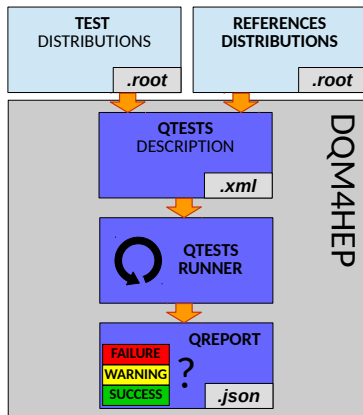 TEST
DISTRIBUTIONS
.root
REFERENCES
DISTRIBUTIONS
.root
DQM4HEP
QTESTS
DESCRIPTION
.xml
QTESTS
RUNNER
QREPORT
FAILURE
WARNING
SUCCESS
?
.json